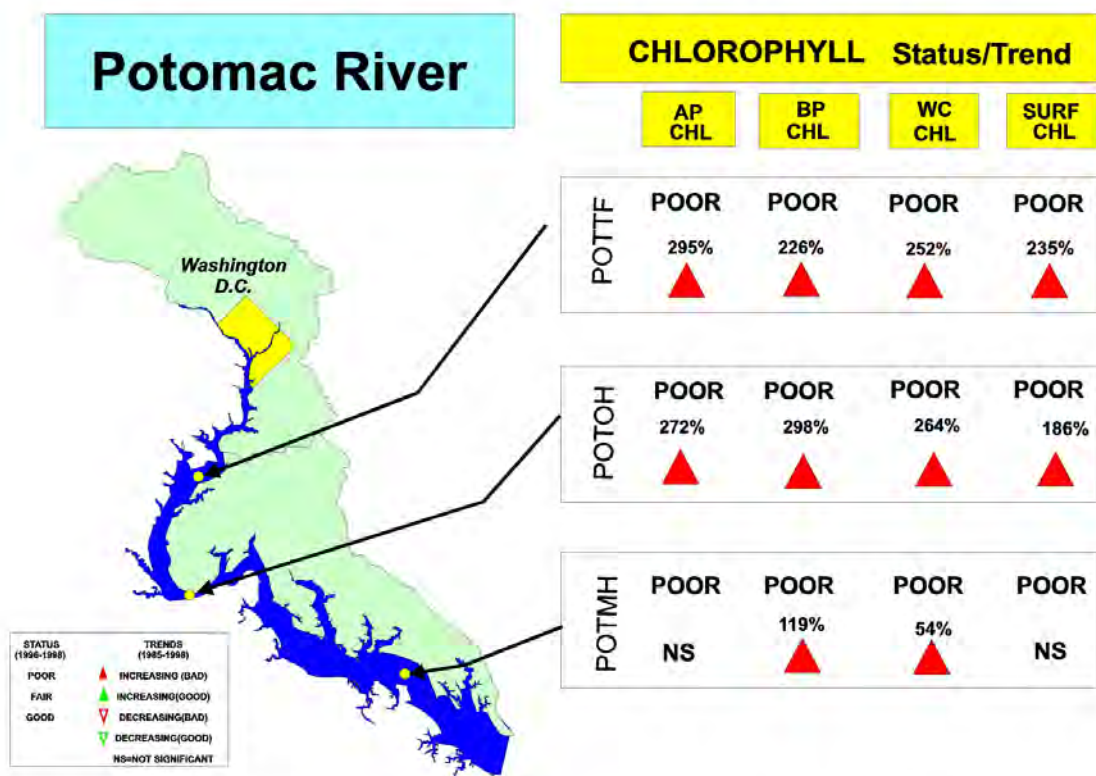 Potomac River
CHLOROPHYLL Status/Trend
AP
CHL
BP
CHL
WC
CHL
SURF
CHL
Washington
D.C.
POTTF
POOR POOR POOR POOR
295% 226% 252% 235%
POTOH
POOR POOR POOR POOR
272% 298% 264% 186%
POTMH
POOR POOR POOR POOR
NS 119% 54% NS
STATUS
(1996-1998)
POOR
FAIR
GOOD
TRENDS
(1985-1998)
INCREASING (BAD)
INCREASING(GOOD)
DECREASING(BAD)
DECREASING(GOOD)
NS=NOT SIGNIFICANT